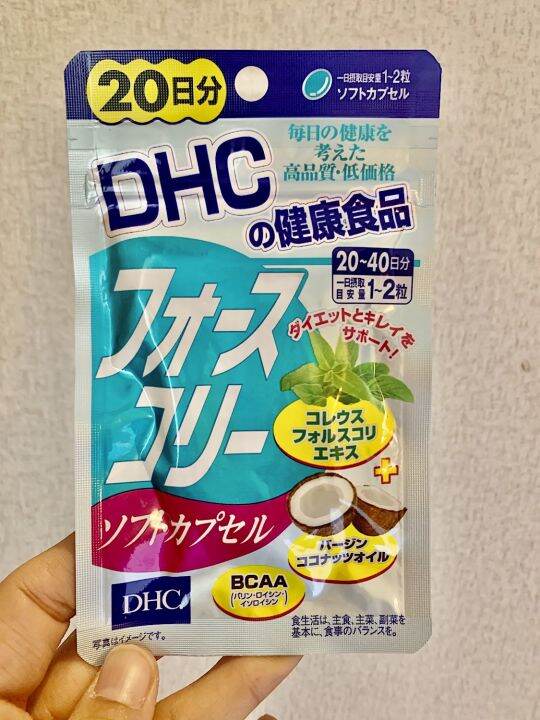 20日分
一日摂取目安量1~2粒
ソフトカプセル
毎日の健康を
考えた
高品質・低価格
DHC
の健康食品
20~40日分
一日摂取
目安量1~2粒
ダイエットとキレイを
サポート!
フォース
コリー
ソフトカプセル
コレウス
フォルスコリ
エキス
+
バージン
ココナッツオイル
BCAA
(バリン・ロイシン・
イソロイシン)
DHC
写真はイメージです。
食生活は、主食、主菜、副菜を
基本に、食事のバランスを。